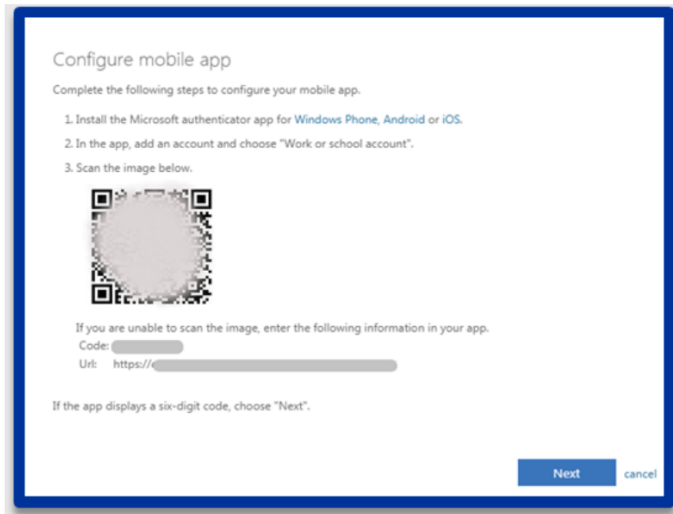 Configure mobile app
Complete the following steps to configure your mobile app.
1. Install the Microsoft authenticator app for Windows Phone, Android or iOS.
2. In the app, add an account and choose "Work or school account".
3. Scan the image below.
If you are unable to scan the image, enter the following information in your app.
Code:
Url: https://
If the app displays a six-digit code, choose "Next".
Next cancel